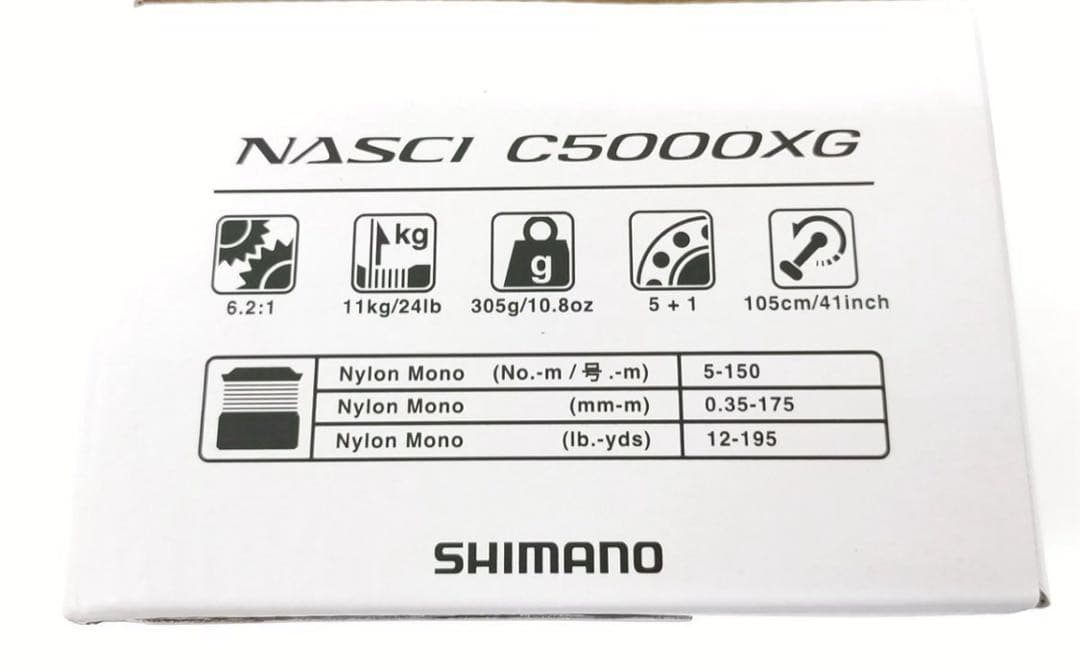 NASCI C5000XG
kg
g
6.2:1 11kg/24lb 305g/10.8oz 5 + 1 105cm/41inch
Nylon Mono (No.-m / 号.-m) 5-150
Nylon Mono (mm-m) 0.35-175
Nylon Mono (lb.-yds) 12-195
SHIMANO